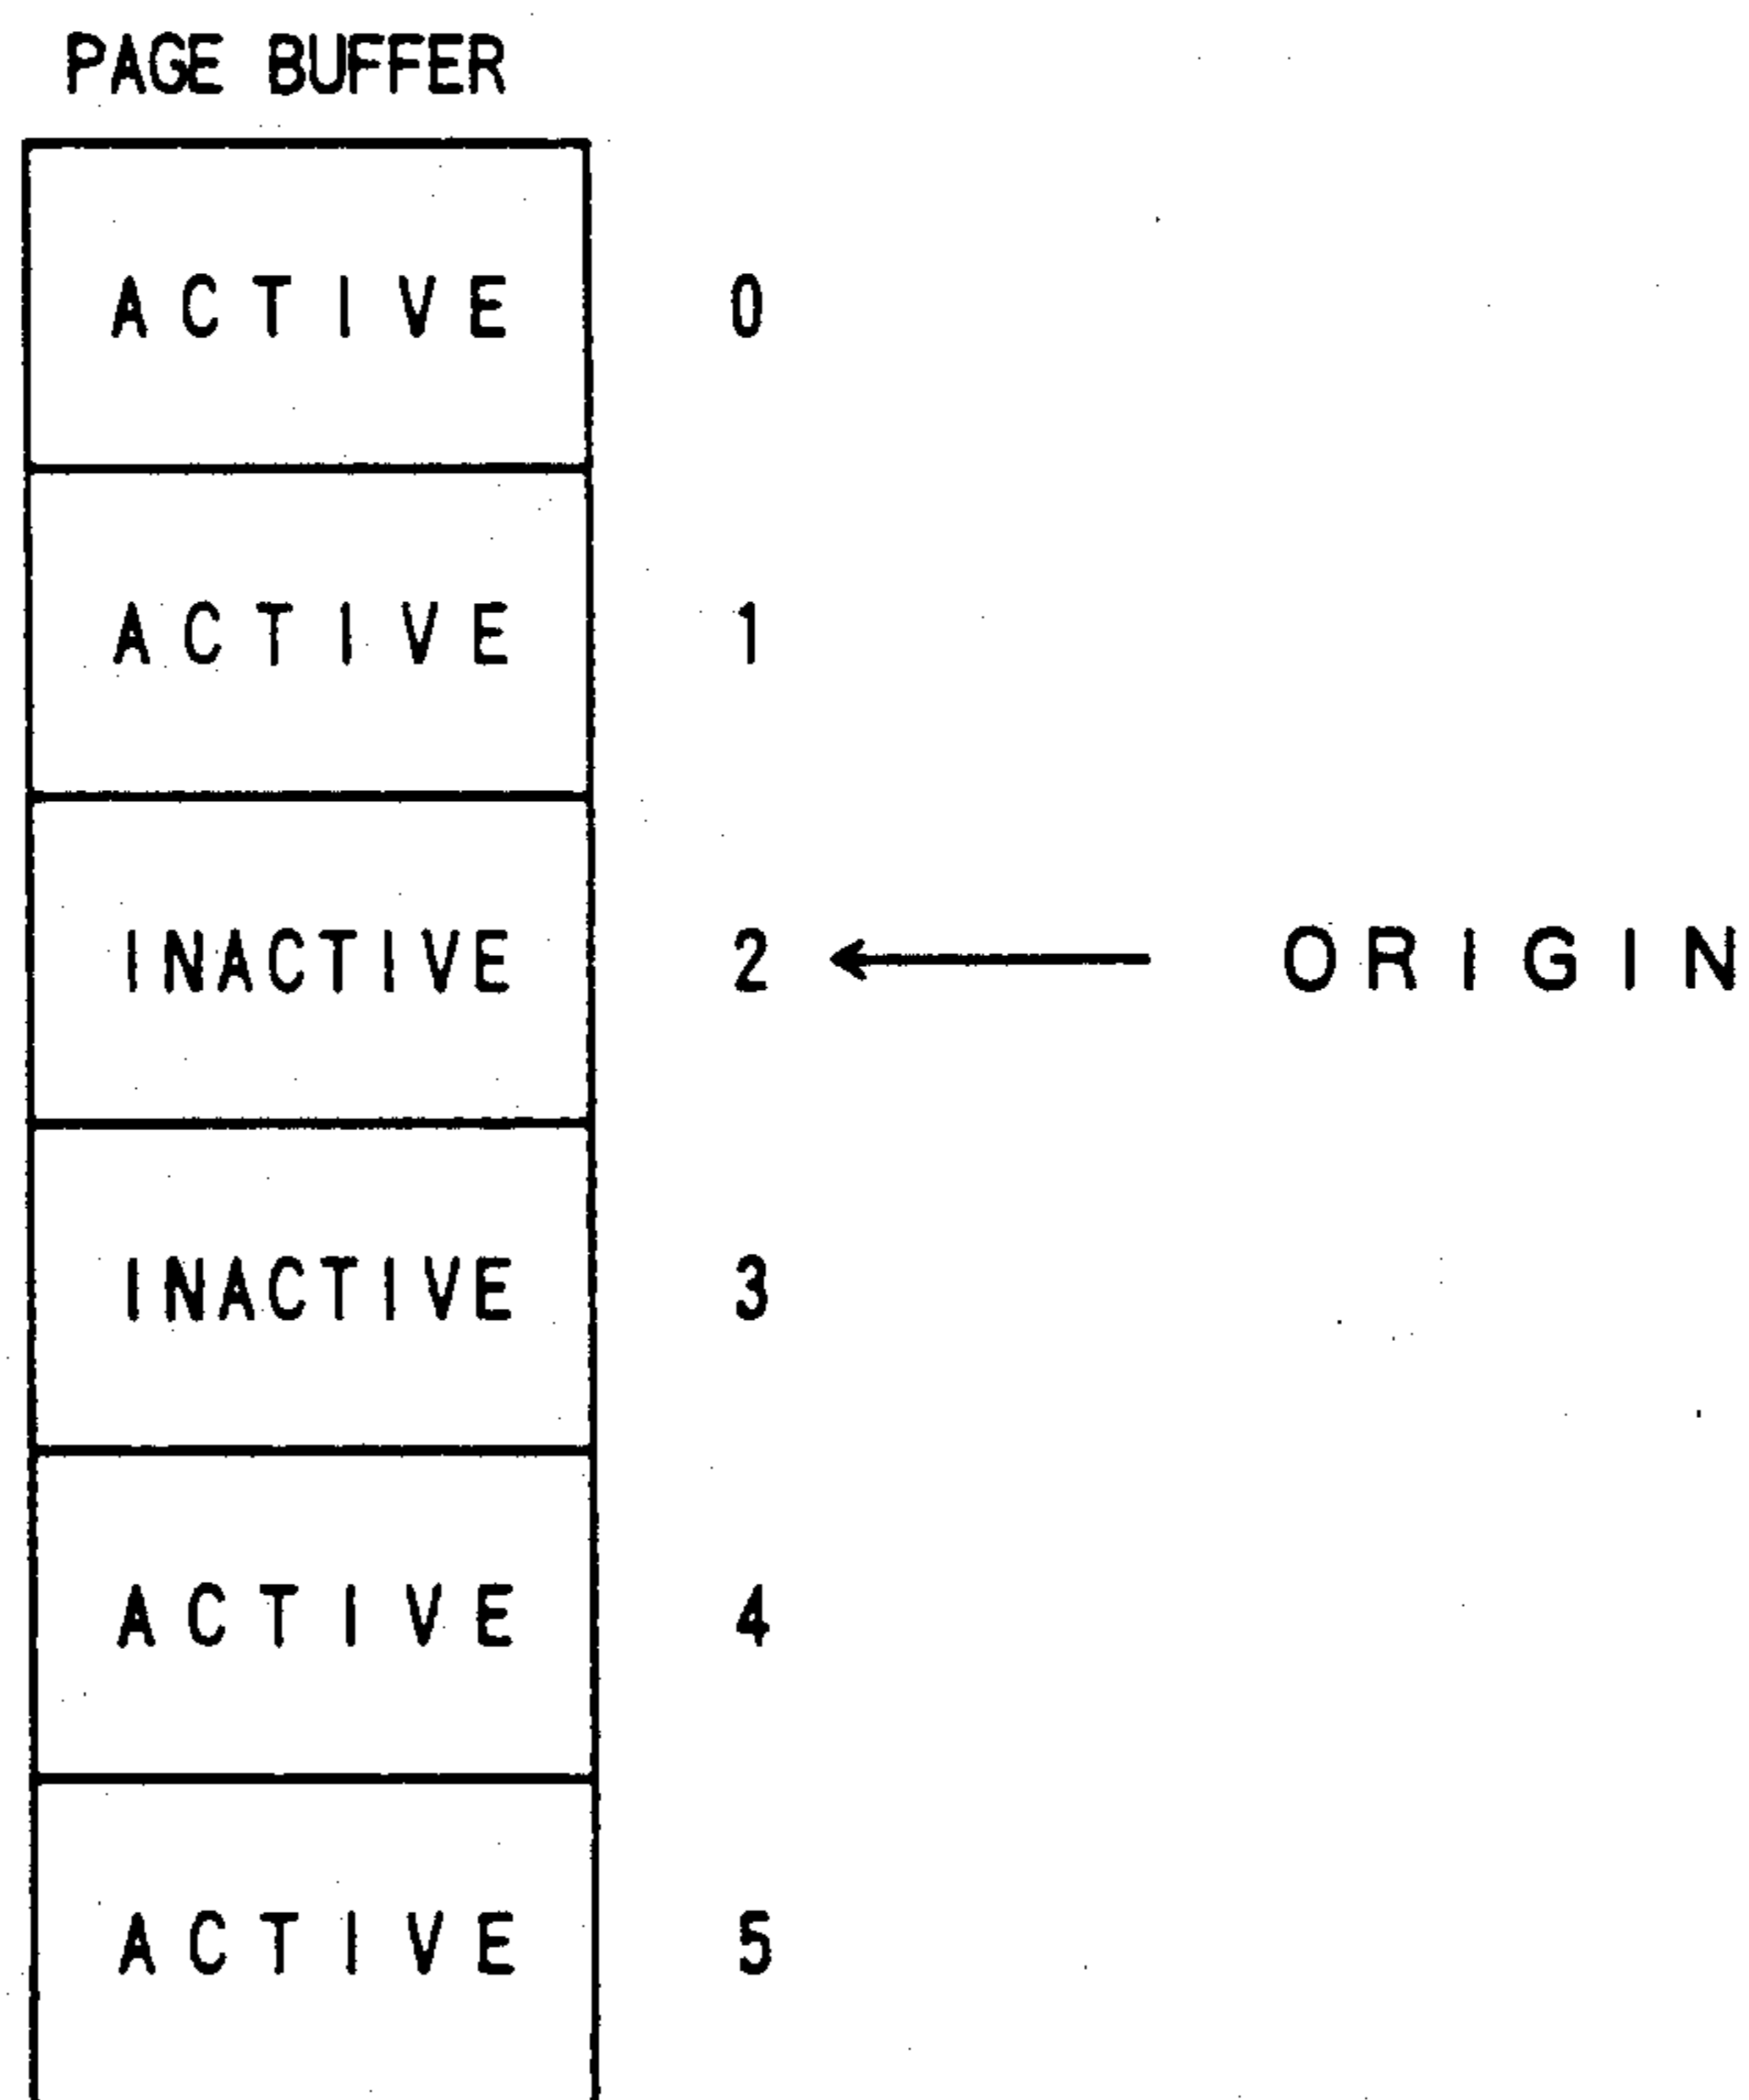 PAGE BUFFER
ACTIVE 0
ACTIVE 1
INACTIVE 2 ← ORIGIN
INACTIVE 3
ACTIVE 4
ACTIVE 5